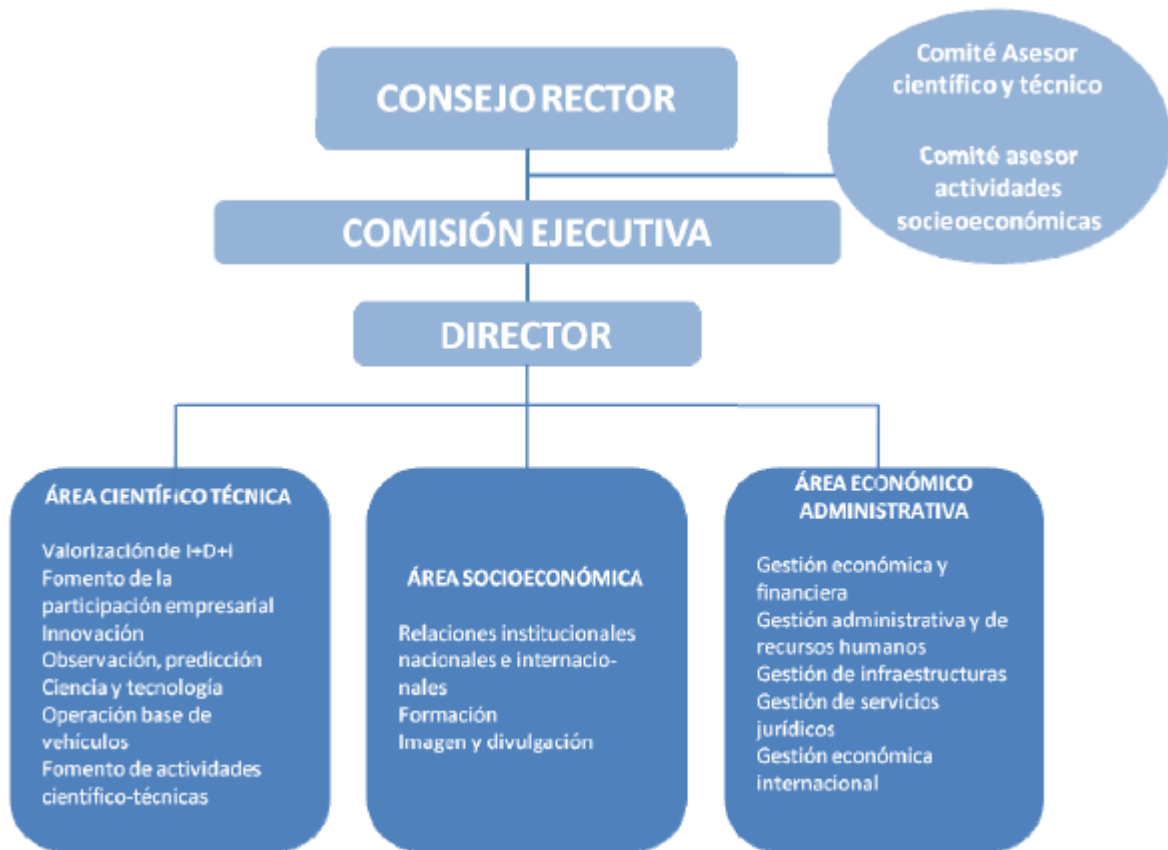 CONSEJO RECTOR
Comité Asesor
científico y técnico
Comité asesor
actividades
socieoeconómicas
COMISIÓN EJECUTIVA
DIRECTOR
ÁREA CIENTÍFICO TÉCNICA
Valorización de I+D+I
Fomento de la
participación empresarial
Innovación
Observación, predicción
Ciencia y tecnología
Operación base de
vehículos
Fomento de actividades
científico-técnicas
ÁREA SOCIOECONÓMICA
Relaciones institucionales
nacionales e internacio-
nales
Formación
Imagen y divulgación
ÁREA ECONÓMICO
ADMINISTRATIVA
Gestión económica y
financiera
Gestión administrativa y de
recursos humanos
Gestión de infraestructuras
Gestión de servicios
jurídicos
Gestión económica
internacional